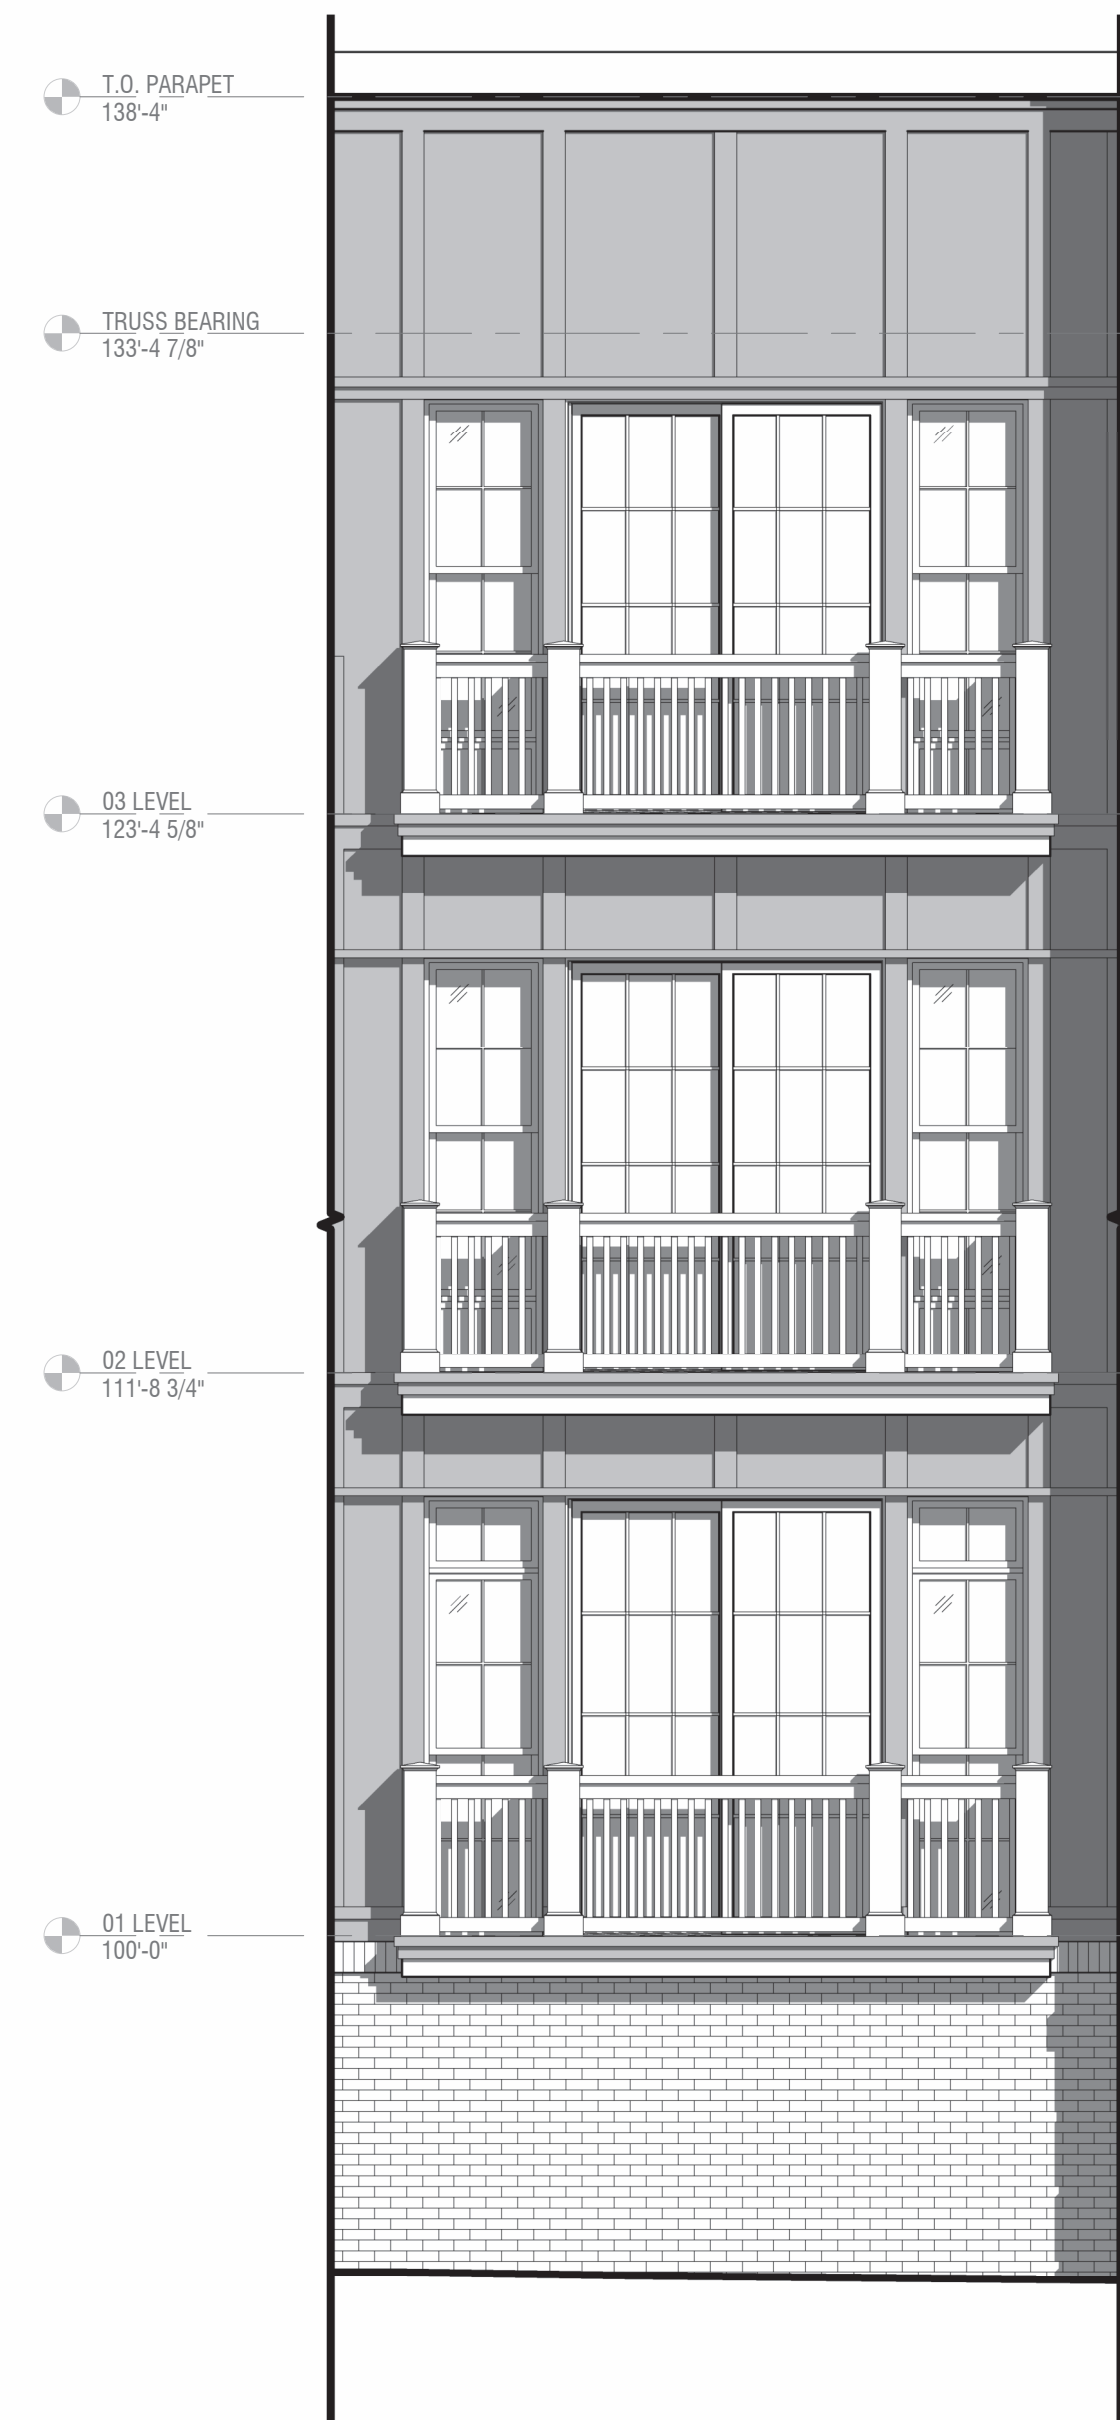 T.O. PARAPET
138'-4"
TRUSS BEARING
133'-4 7/8"
03 LEVEL
123'-4 5/8"
02 LEVEL
111'-8 3/4"
01 LEVEL
100'-0"